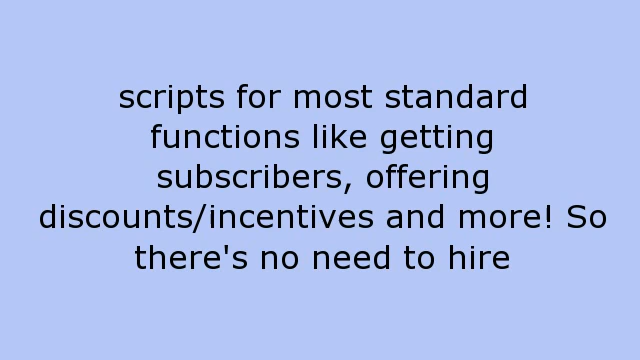 scripts for most standard
functions like getting
subscribers, offering
discounts/incentives and more! So
there's no need to hire